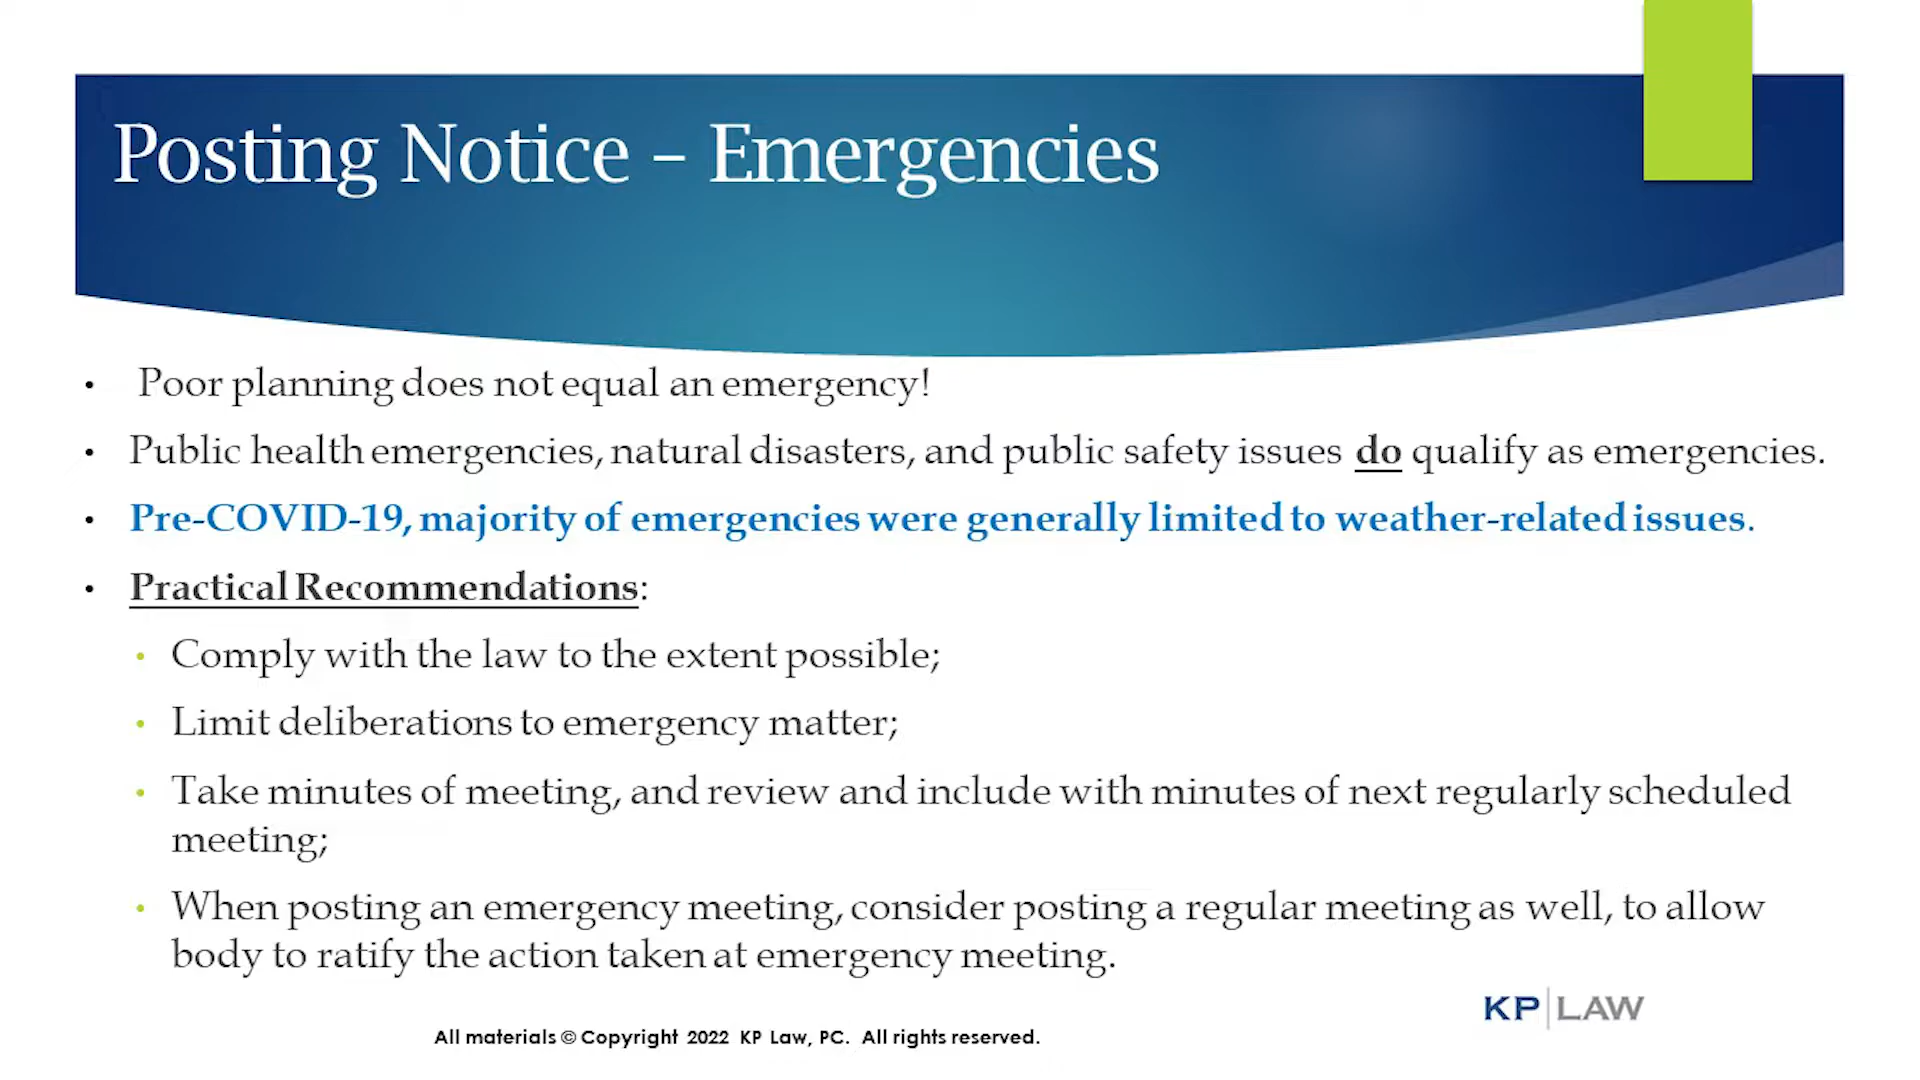 Posting Notice – Emergencies
• Poor planning does not equal an emergency!
• Public health emergencies, natural disasters, and public safety issues do qualify as emergencies.
• Pre-COVID-19, majority of emergencies were generally limited to weather-related issues.
• Practical Recommendations:
• Comply with the law to the extent possible;
• Limit deliberations to emergency matter;
• Take minutes of meeting, and review and include with minutes of next regularly scheduled
meeting;
• When posting an emergency meeting, consider posting a regular meeting as well, to allow
body to ratify the action taken at emergency meeting.
KP|LAW
All materials © Copyright 2022 KP Law, PC. All rights reserved.